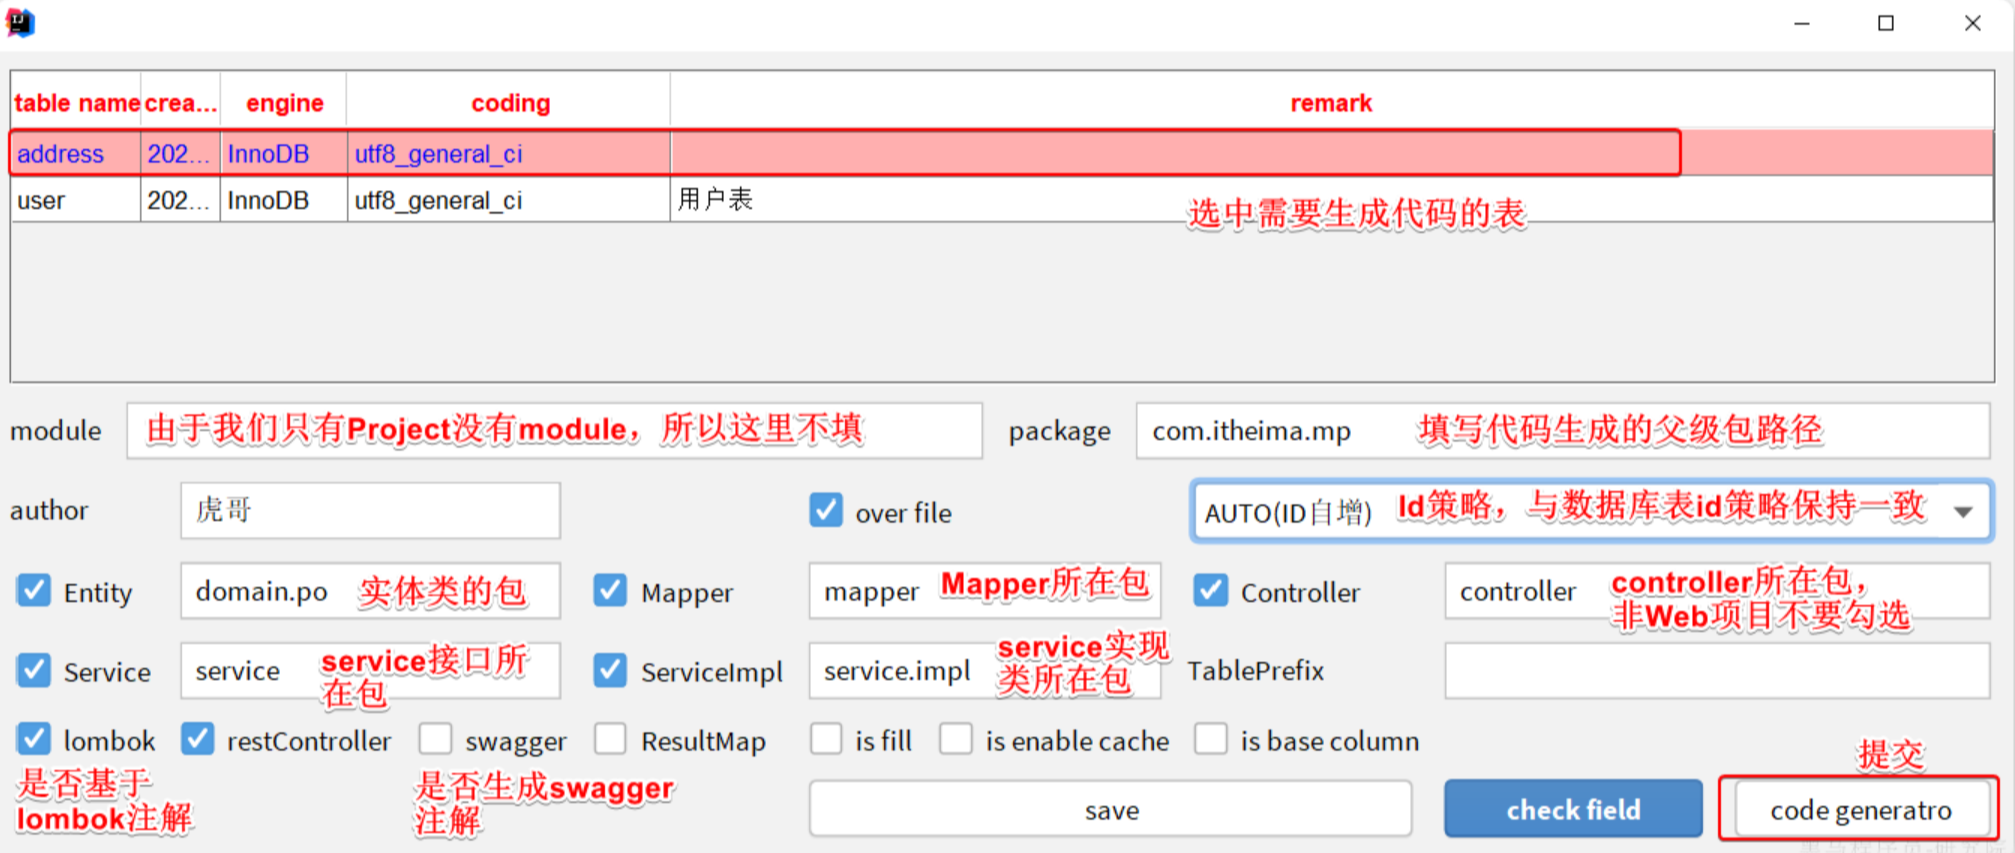 table name crea... engine coding remark
address 202... InnoDB utf8_general_ci
user 202... InnoDB utf8_general_ci 用户表
选中需要生成代码的表
module 由于我们只有Project没有module，所以这里不填 package com.itheima.mp 填写代码生成的父级包路径
author 虎哥 over file AUTO(ID自增) Id策略，与数据库表id策略保持一致
Entity domain.po 实体类的包 Mapper mapper Mapper所在包 Controller controller controller所在包，
非Web项目不要勾选
Service service service接口所
在包
ServiceImpl service.impl service实现
类所在包
TablePrefix
lombok restController swagger ResultMap is fill is enable cache is base column
是否基于
lombok注解
是否生成swagger
注解
提交
save check field code generatro